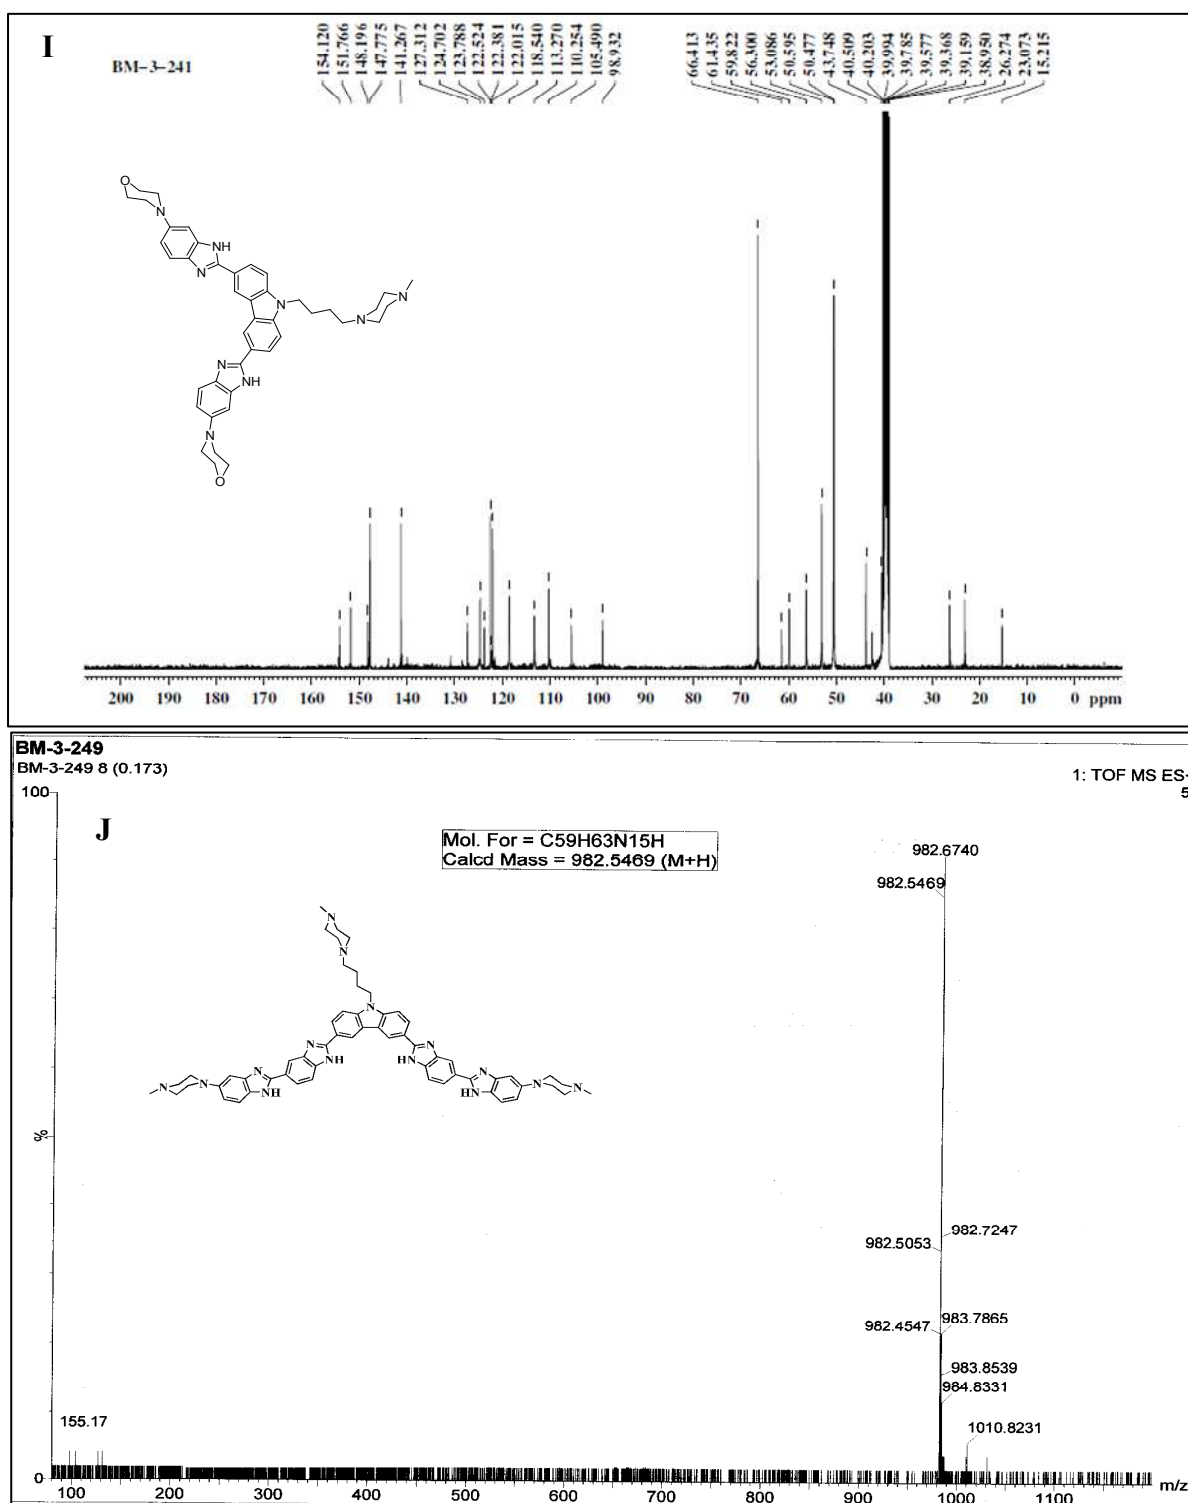 I
BM-3-241
154.120
151.766
148.196
147.775
141.267
127.312
124.702
123.788
122.524
122.381
122.015
118.540
113.270
110.254
105.490
98.932
66.413
61.435
59.822
56.300
53.086
50.595
50.477
43.748
40.509
40.203
39.994
39.785
39.577
39.368
39.159
38.950
26.274
23.073
15.215
O
N
NH
N
N
N
N
N
NH
N
O
200 190 180 170 160 150 140 130 120 110 100 90 80 70 60 50 40 30 20 10 0 ppm
BM-3-249
BM-3-249 8 (0.173)
1: TOF MS ES+
5
100
J
Mol. For = C59H63N15H
Calcd Mass = 982.5469 (M+H)
982.6740
982.5469
N
N
N
N
NH
N
HN
N
N
N
NH
N
HN
N
N
%
982.7247
982.5053
983.7865
982.4547
983.8539
984.8331
155.17
1010.8231
0
100 200 300 400 500 600 700 800 900 1000 1100 m/z